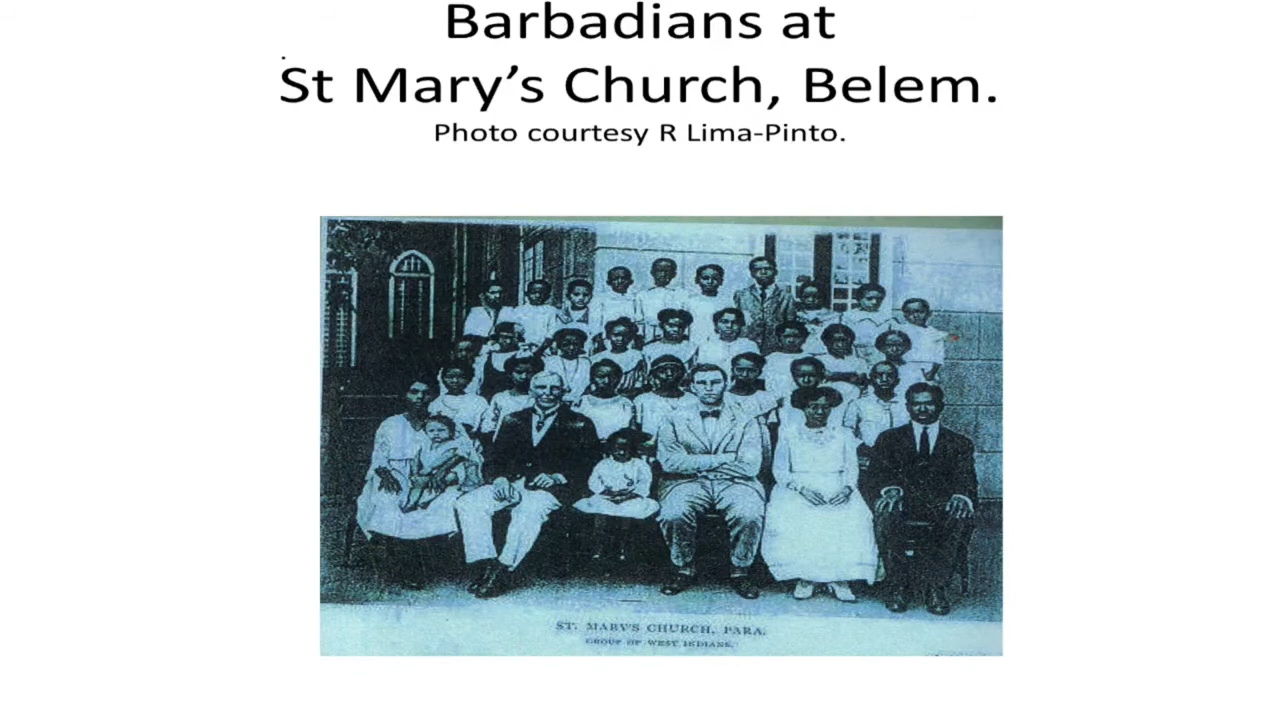 Barbadians at
St Mary’s Church, Belem.
Photo courtesy R Lima-Pinto.
ST. MARY'S CHURCH, PARA.
GROUP OF WEST INDIANS.